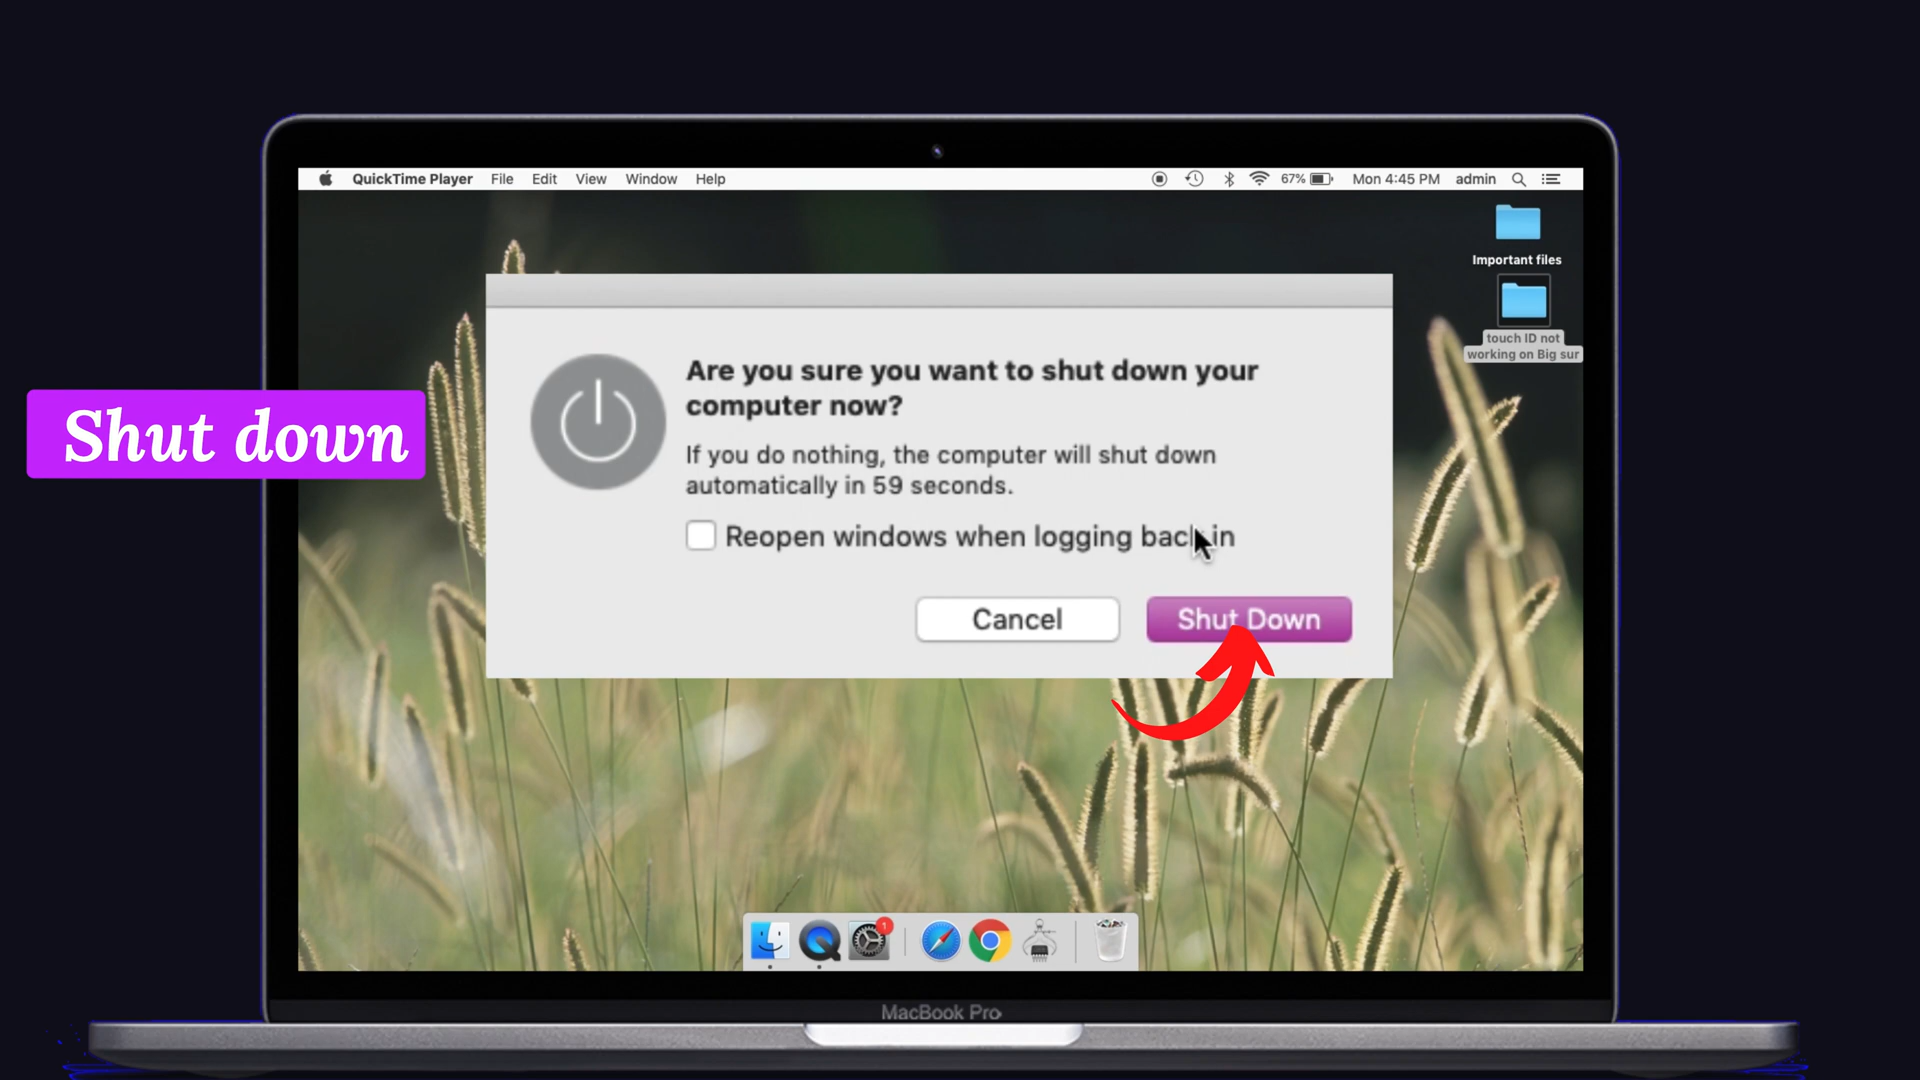 QuickTime Player File Edit View Window Help 67% Mon 4:45 PM admin
Important files
touch ID not
working on Big sur
Shut down
Are you sure you want to shut down your
computer now?
If you do nothing, the computer will shut down
automatically in 59 seconds.
Reopen windows when logging back in
Cancel Shut Down
1
MacBook Pro